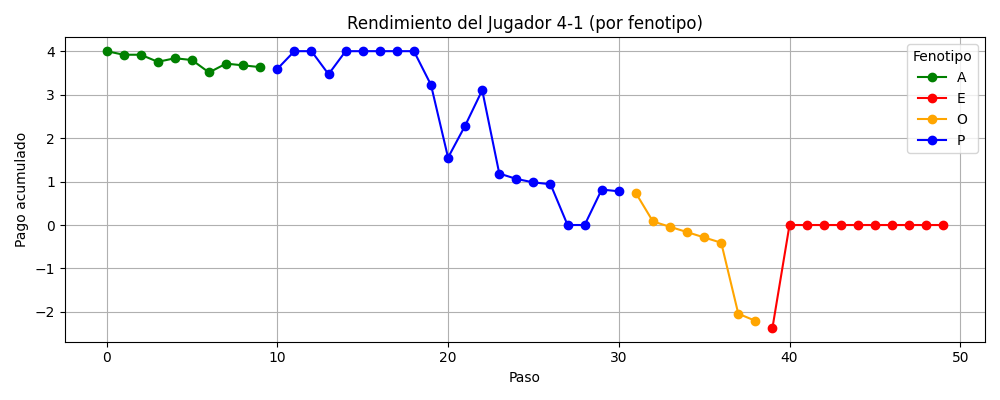 Rendimiento del Jugador 4-1 (por fenotipo)
Pago acumulado
4
3
2
1
0
−1
−2
Fenotipo
A
E
O
P
0 10 20 30 40 50
Paso